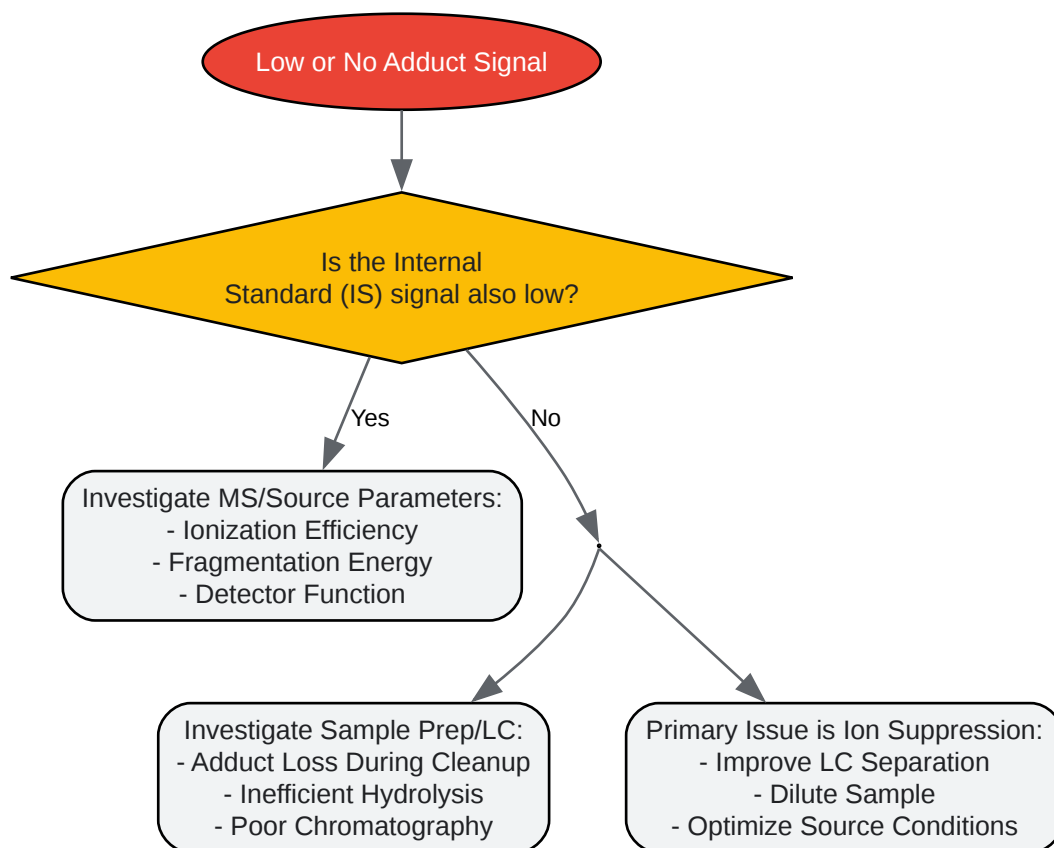 Low or No Adduct Signal
Is the Internal
Standard (IS) signal also low?
Yes
No
Investigate MS/Source Parameters:
- Ionization Efficiency
- Fragmentation Energy
- Detector Function
Investigate Sample Prep/LC:
- Adduct Loss During Cleanup
- Inefficient Hydrolysis
- Poor Chromatography
Primary Issue is Ion Suppression:
- Improve LC Separation
- Dilute Sample
- Optimize Source Conditions